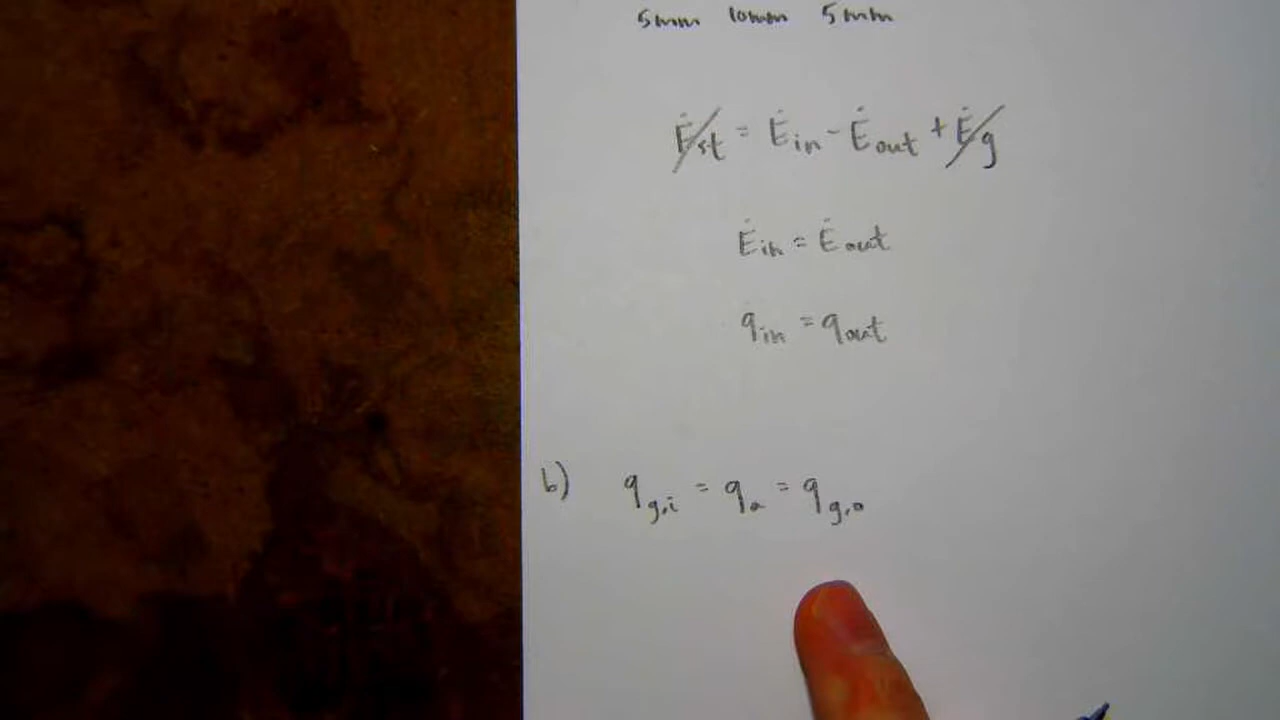 5mm 10mm 5mm
Ėst = Ėin - Ėout + Ėg
Ėin = Ėout
qin = qout
b) qg,i = qa = qg,o